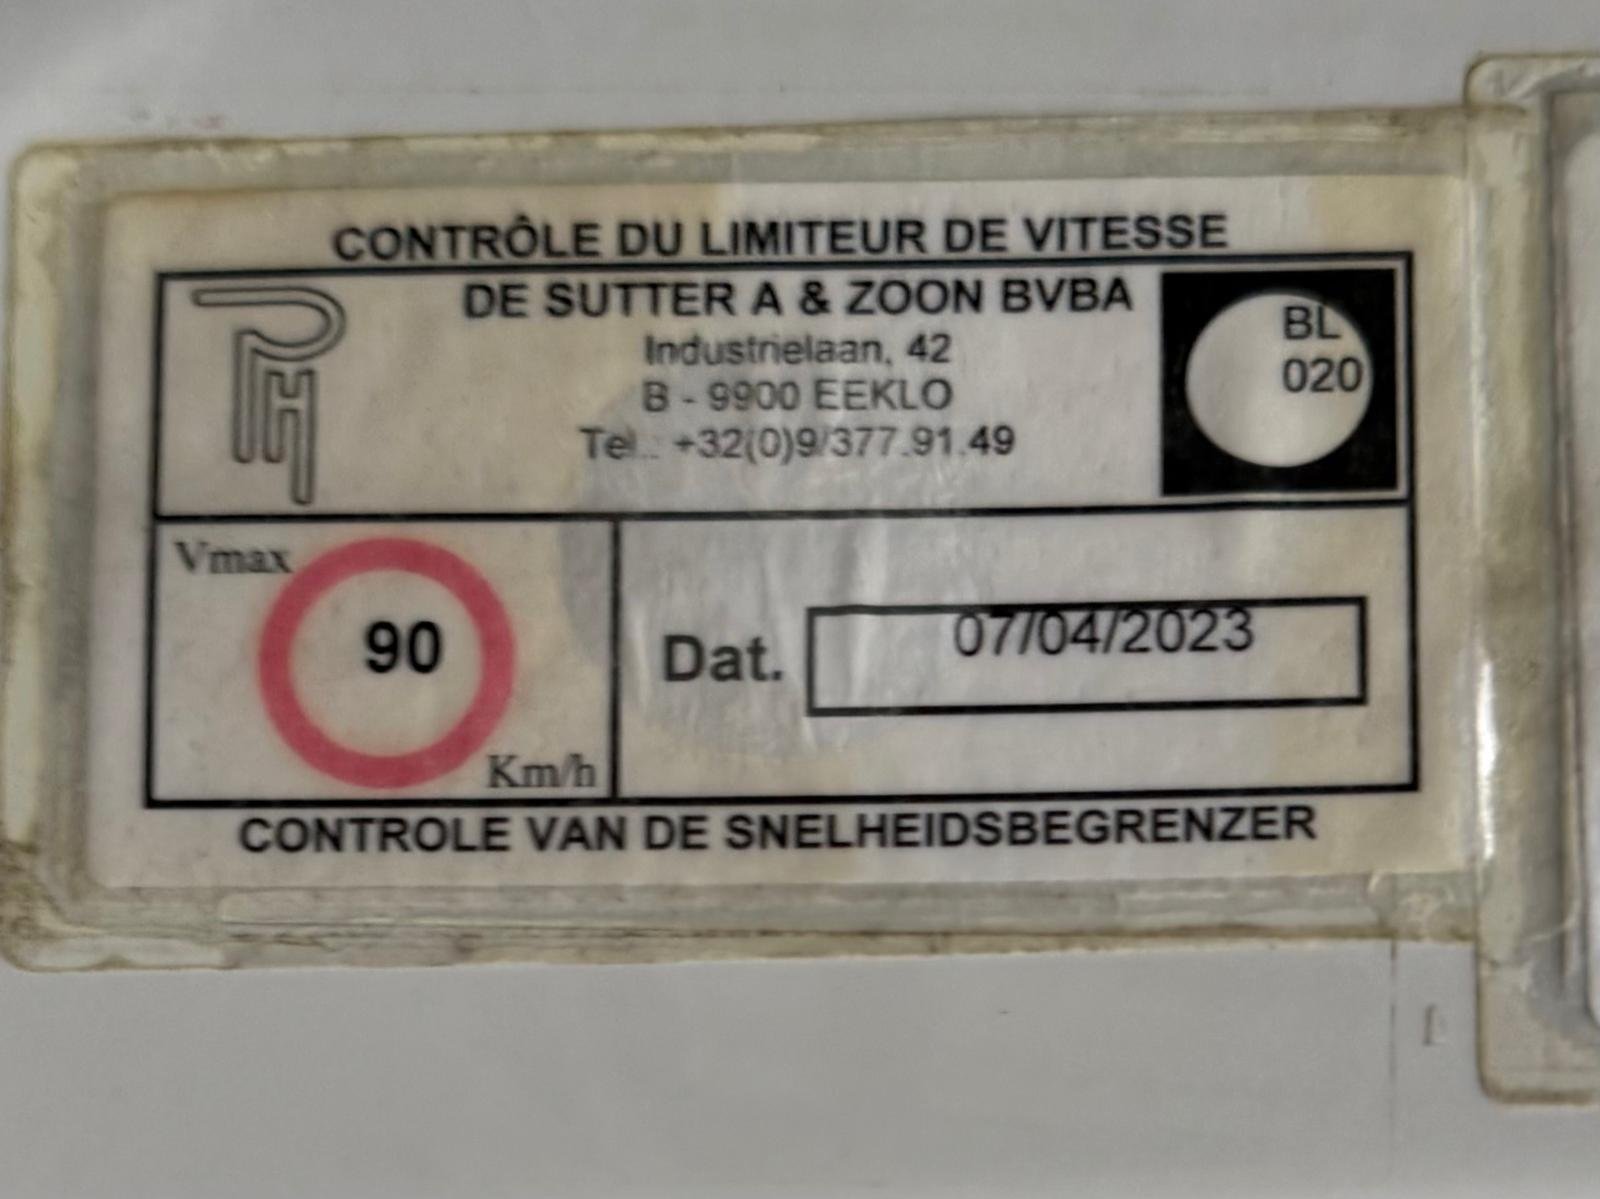 CONTRÔLE DU LIMITEUR DE VITESSE
DE SUTTER A & ZOON BVBA
Industrielaan, 42
B - 9900 EEKLO
Tel.: +32(0)9/377.91.49
BL
020
Vmax
90
Km/h
Dat.
07/04/2023
CONTROLE VAN DE SNELHEIDSBEGRENZER